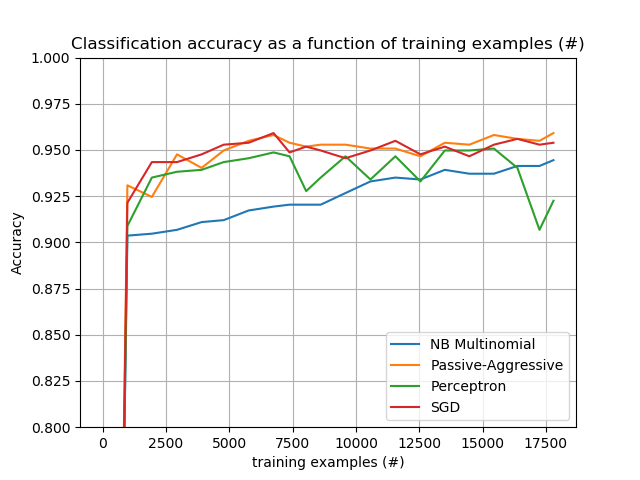 Classification accuracy as a function of training examples (#)
1.000
0.975
0.950
0.925
0.900
0.875
0.850
0.825
0.800
Accuracy
NB Multinomial
Passive-Aggressive
Perceptron
SGD
0 2500 5000 7500 10000 12500 15000 17500
training examples (#)